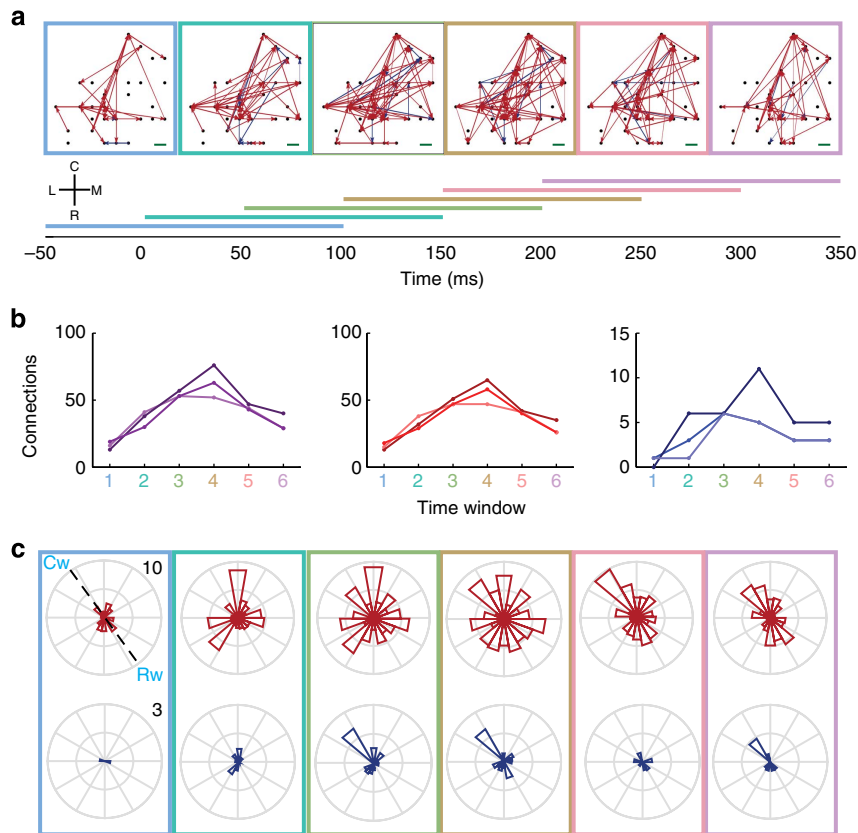 a
C
L M
R
–50 0 50 100 150 200 250 300 350
Time (ms)
b
100 100 15
10
50 50
5
0 0 0
Connections
1 2 3 4 5 6 1 2 3 4 5 6 1 2 3 4 5 6
Time window
c
Cw 10
Rw
3